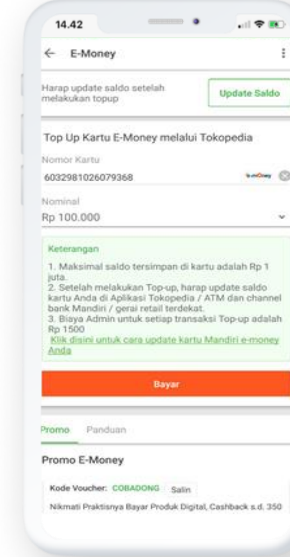 14.42
E-Money
Harap update saldo setelah
melakukan topup
Update Saldo
Top Up Kartu E-Money melalui Tokopedia
Nomor Kartu
6032981026079368
e-money
Nominal
Rp 100.000
Keterangan
1. Maksimal saldo tersimpan di kartu adalah Rp 1
juta.
2. Setelah melakukan Top-up, harap update saldo
kartu Anda di Aplikasi Tokopedia / ATM dan channel
bank Mandiri / gerai retail terdekat.
3. Biaya Admin untuk setiap transaksi Top-up adalah
Rp 1500
Klik disini untuk cara update kartu Mandiri e-money
Anda
Bayar
Promo Panduan
Promo E-Money
Kode Voucher: COBADONG Salin
Nikmati Praktisnya Bayar Produk Digital, Cashback s.d. 350